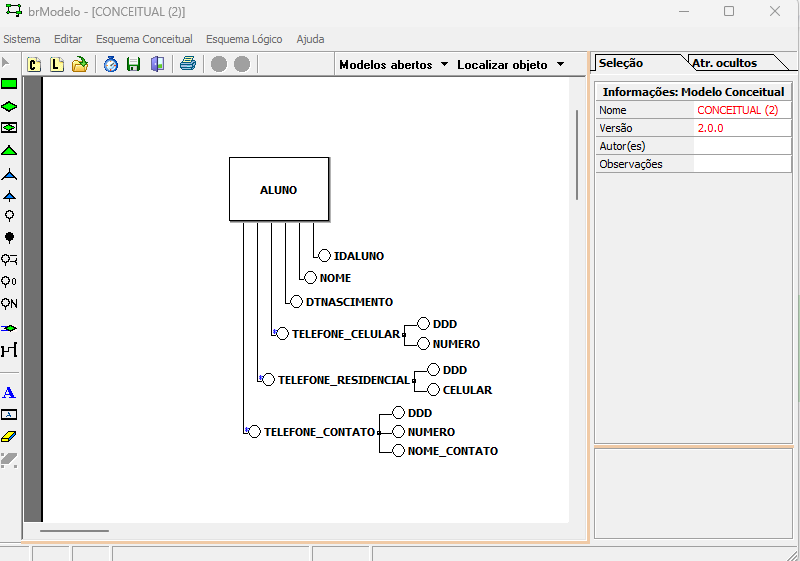 brModelo - [CONCEITUAL (2)]
Sistema Editar Esquema Conceitual Esquema Lógico Ajuda
C L Modelos abertos Localizar objeto
Seleção Atr. ocultos
Informações: Modelo Conceitual
Nome CONCEITUAL (2)
Versão 2.0.0
Autor(es)
Observações
ALUNO
IDALUNO
NOME
DTNASCIMENTO
TELEFONE_CELULAR
DDD
NUMERO
TELEFONE_RESIDENCIAL
DDD
CELULAR
TELEFONE_CONTATO
DDD
NUMERO
NOME_CONTATO
0
N
A
A